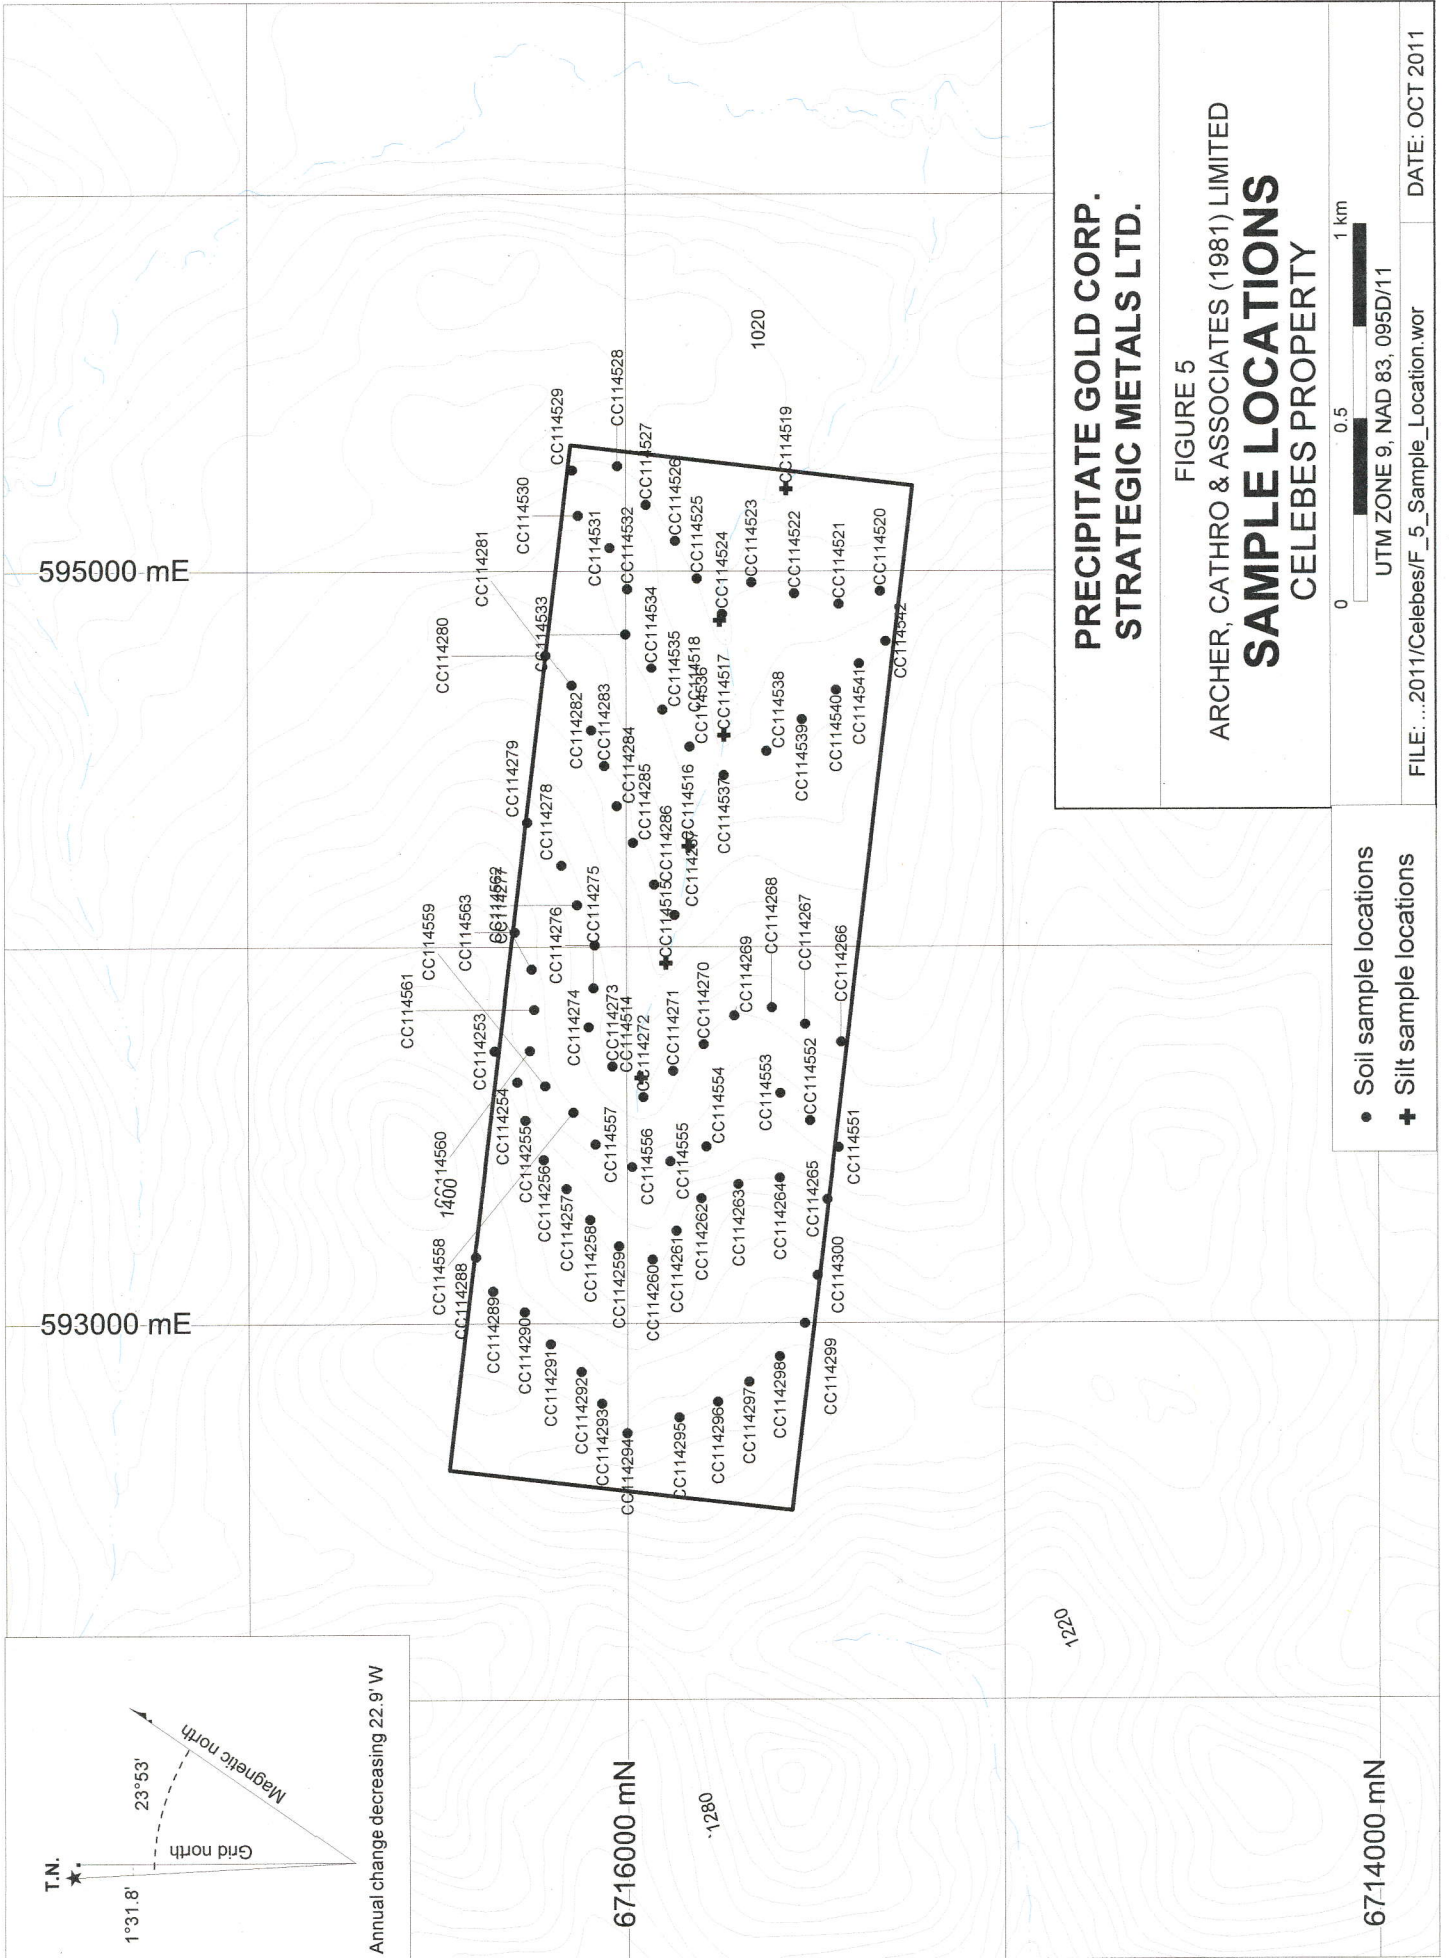 T.N.
1°31.8'
23°53'
Grid north
Magnetic north
Annual change decreasing 22.9' W
593000 mE
595000 mE
6716000 mN
6714000 mN
1400
1280
1220
1020
CC114558
CC114288
CC114289
CC114290
CC114291
CC114292
CC114293
CC114294
CC114295
CC114296
CC114297
CC114298
CC114299
CC114300
CC114560
CC114253
CC114254
CC114255
CC114256
CC114257
CC114258
CC114259
CC114260
CC114261
CC114262
CC114263
CC114264
CC114265
CC114561
CC114559
CC114563
CC114562
CC114277
CC114557
CC114556
CC114555
CC114554
CC114553
CC114552
CC114551
CC114276
CC114275
CC114274
CC114273
CC114514
CC114272
CC114271
CC114270
CC114269
CC114268
CC114267
CC114266
CC114279
CC114278
CC114280
CC114281
CC114533
CC114282
CC114283
CC114284
CC114285
CC114286
CC114287
CC114515
CC114516
CC114517
CC114518
CC114536
CC114535
CC114534
CC114537
CC114538
CC114539
CC114540
CC114541
CC114542
CC114530
CC114529
CC114531
CC114532
CC114528
CC114527
CC114526
CC114525
CC114524
CC114523
CC114522
CC114521
CC114520
CC114519
Soil sample locations
Silt sample locations
PRECIPITATE GOLD CORP.
STRATEGIC METALS LTD.
FIGURE 5
ARCHER, CATHRO & ASSOCIATES (1981) LIMITED
SAMPLE LOCATIONS
CELEBES PROPERTY
0 0.5 1 km
UTM ZONE 9, NAD 83, 095D/11
FILE: ...2011/Celebes/F_5_Sample_Location.wor
DATE: OCT 2011